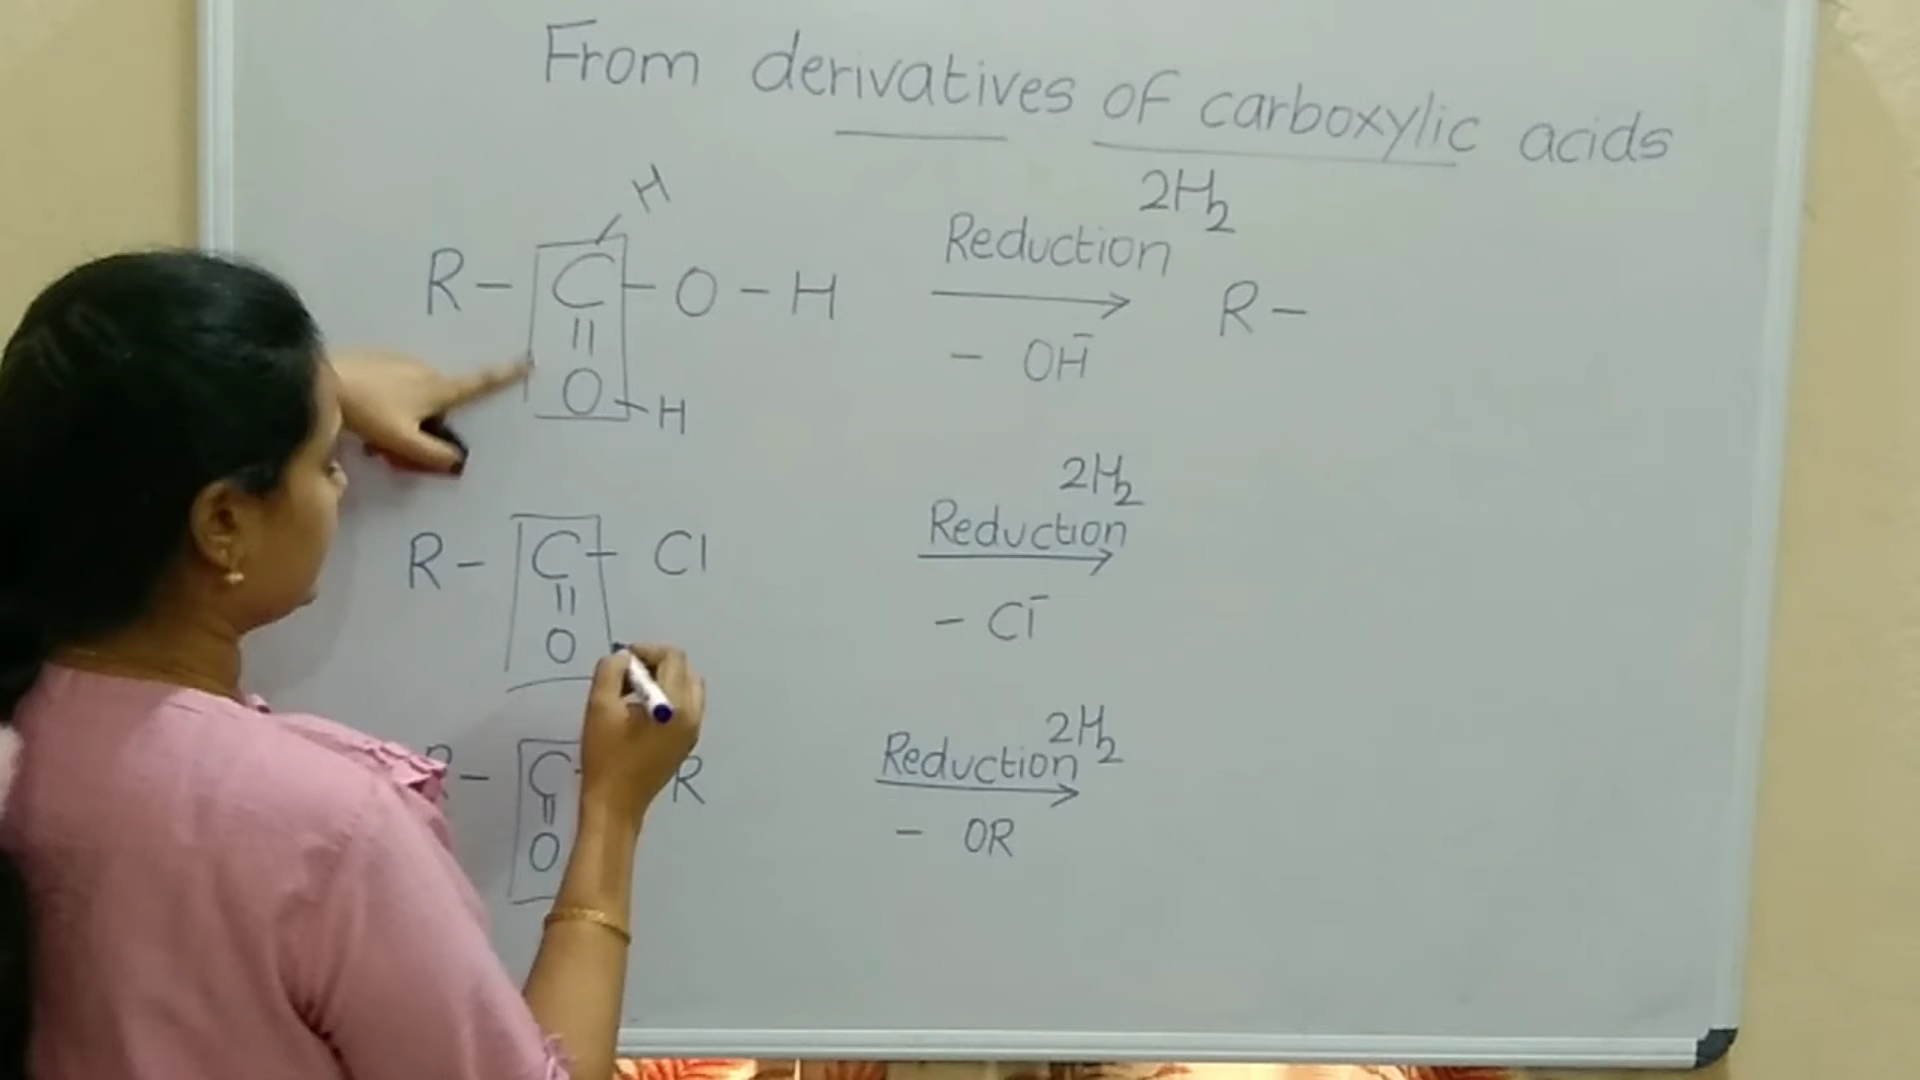 From derivatives of carboxylic acids
H
2H₂
Reduction
R - C - O - H → R -
|| 
- OH⁻
O - H
2H₂
Reduction
R - C - Cl →
||
- Cl⁻
O
2H₂
Reduction
R - C - R →
||
- OR
O